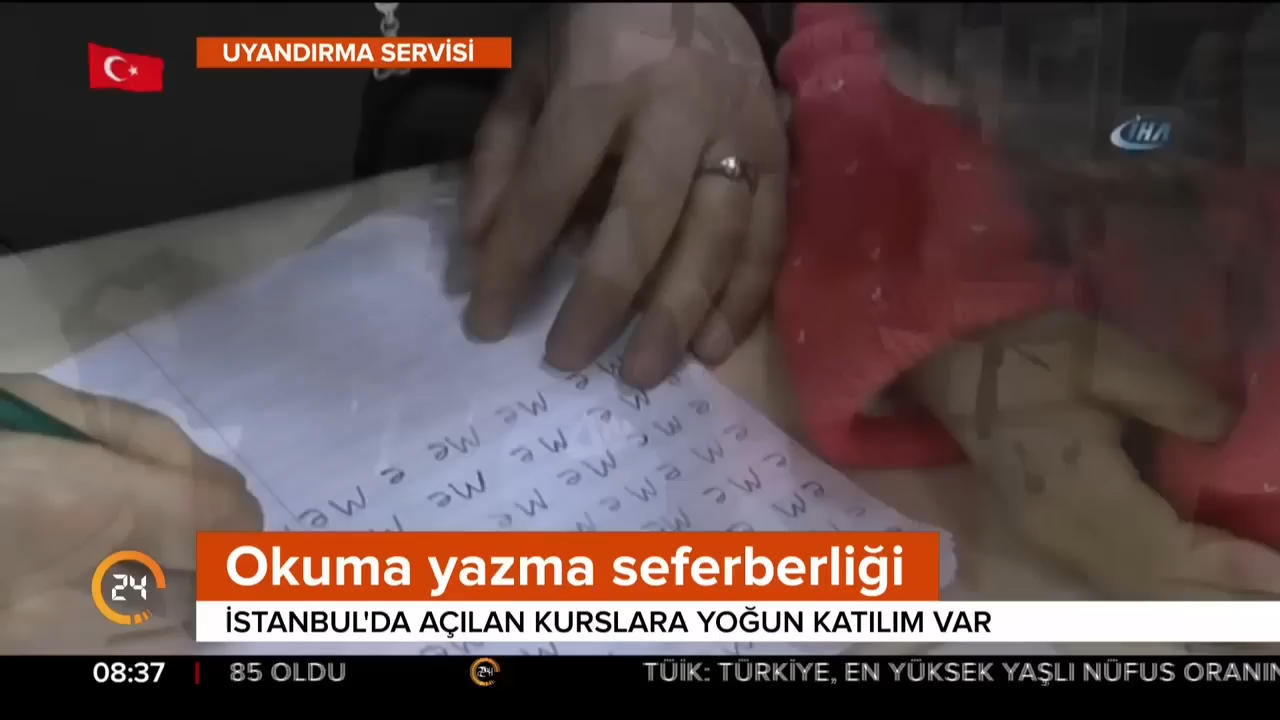 UYANDIRMA SERVİSİ
İHA
Okuma yazma seferberliği
24
İSTANBUL'DA AÇILAN KURSLARA YOĞUN KATILIM VAR
08:37 85 OLDU 24 TÜİK: TÜRKİYE, EN YÜKSEK YAŞLI NÜFUS ORANIN